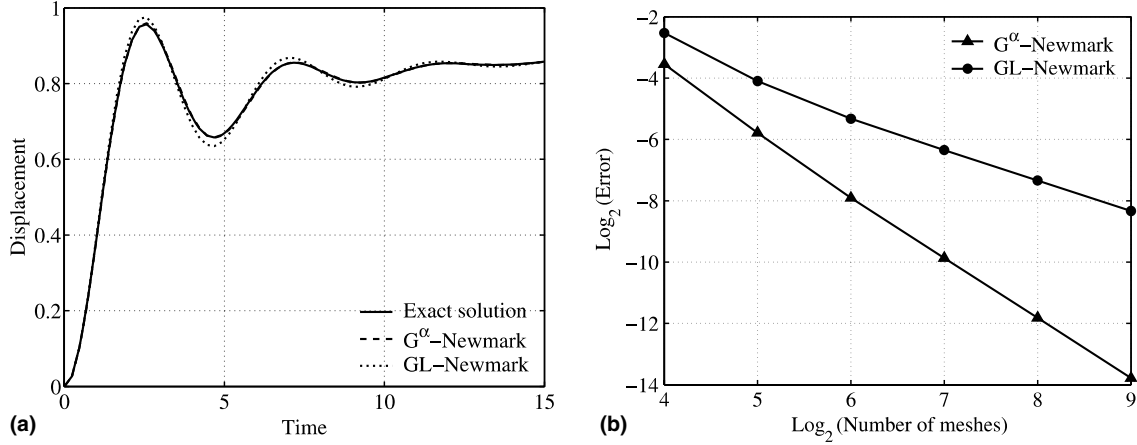 1
0.8
0.6
0.4
0.2
0
Displacement
0
5
10
15
Time
Exact solution
G^α−Newmark
GL−Newmark
(a)
−2
−4
−6
−8
−10
−12
−14
Log₂(Error)
4
5
6
7
8
9
Log₂(Number of meshes)
G^α−Newmark
GL−Newmark
(b)